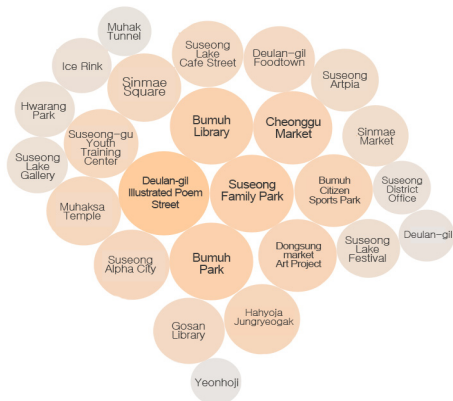 Muhak
Tunnel
Suseong
Lake
Cafe Street
Deulan-gil
Foodtown
Ice Rink
Sinmae
Square
Suseong
Artpia
Hwarang
Park
Bumuh
Library
Cheonggu
Market
Sinmae
Market
Suseong-gu
Youth
Training
Center
Suseong
Lake
Gallery
Deulan-gil
Illustrated Poem
Street
Suseong
Family Park
Bumuh
Citizen
Sports Park
Suseong
District
Office
Muhaksa
Temple
Deulan-gil
Suseong
Alpha City
Bumuh
Park
Dongsung
market
Art Project
Suseong
Lake
Festival
Gosan
Library
Hahyoja
Jungryeogak
Yeonhoji